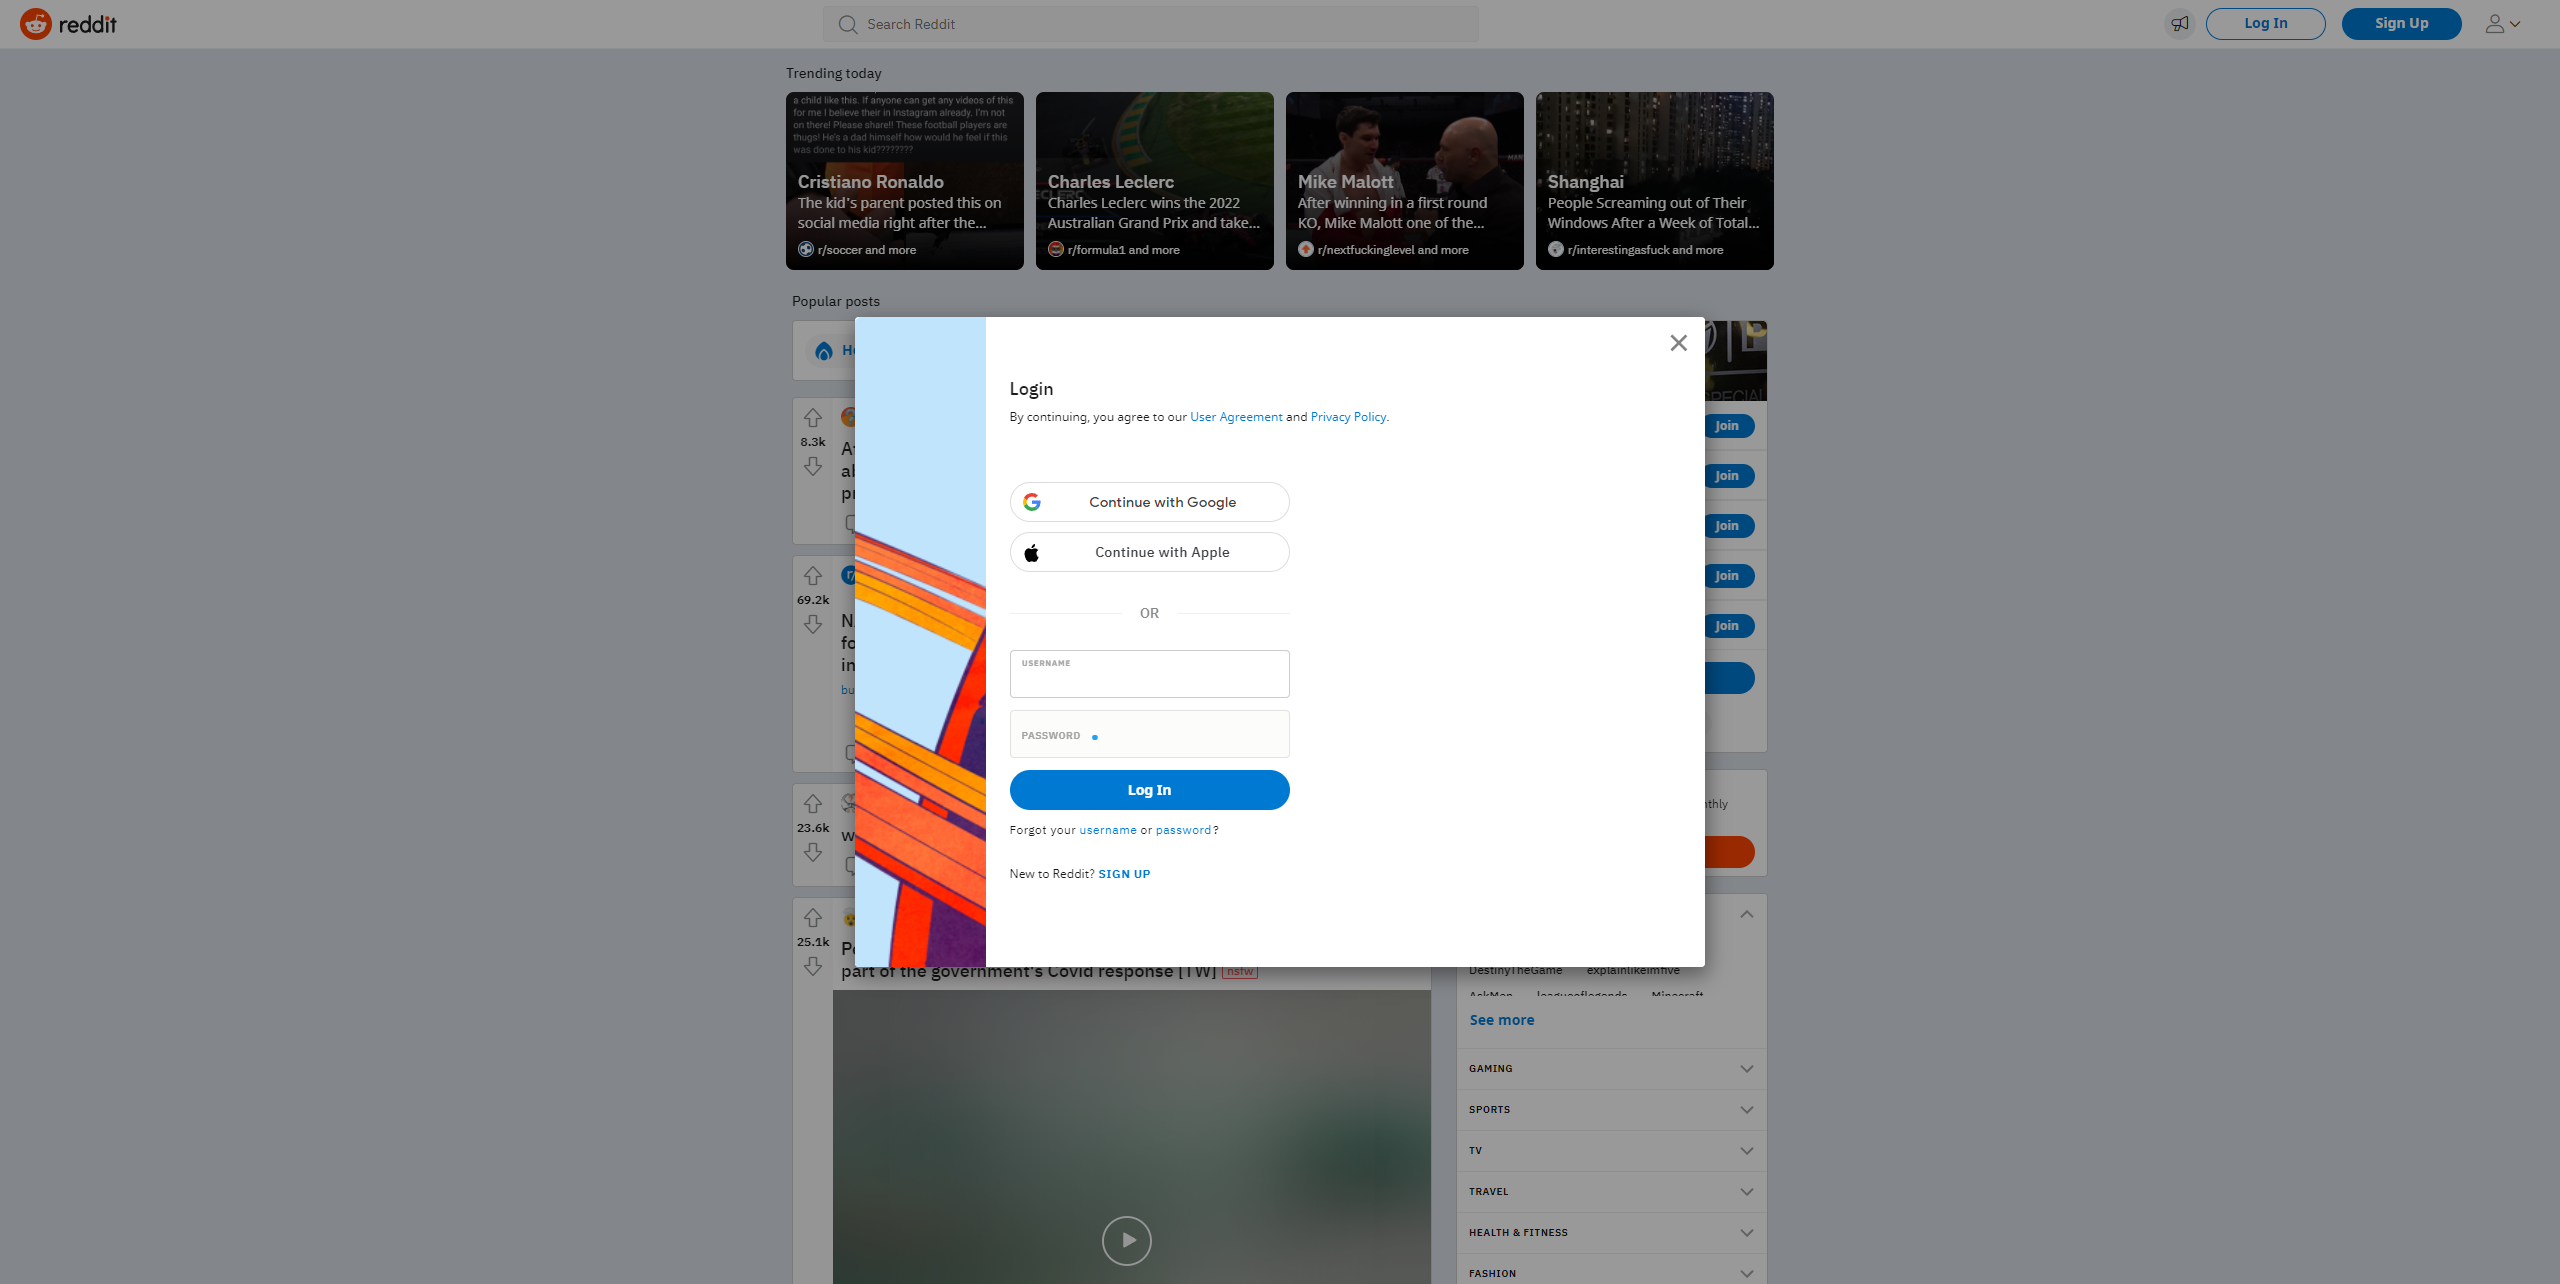 reddit
Search Reddit
Log In
Sign Up
Trending today
a child like this. If anyone can get any videos of this
for me I believe their in Instagram already. I'm not
on there! Please share!! These football players are
thugs! He's a dad himself how would he feel if this
was done to his kid????????
Cristiano Ronaldo
The kid's parent posted this on
social media right after the...
r/soccer and more
Charles Leclerc
Charles Leclerc wins the 2022
Australian Grand Prix and take...
r/formula1 and more
Mike Malott
After winning in a first round
KO, Mike Malott one of the...
r/nextfuckinglevel and more
Shanghai
People Screaming out of Their
Windows After a Week of Total...
r/interestingasfuck and more
Popular posts
Login
By continuing, you agree to our User Agreement and Privacy Policy.
Continue with Google
Continue with Apple
OR
USERNAME
PASSWORD
Log In
Forgot your username or password?
New to Reddit? SIGN UP
8.3k
69.2k
fo
in
bu
23.6k
25.1k
part of the government's Covid response [TW] nsfw
Join
Join
Join
Join
Join
DestinyTheGame explainlikeimfive
AskMen leagueoflegends Minecraft
See more
GAMING
SPORTS
TV
TRAVEL
HEALTH & FITNESS
FASHION